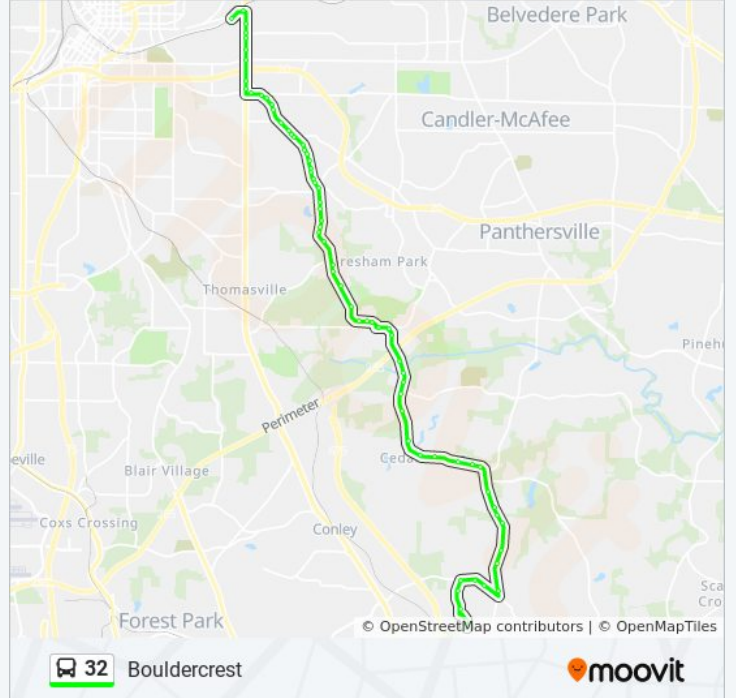 Belvedere Park
Candler-McAfee
Panthersville
resham Park
Thomasville
Pineh
Perimeter
Ceda
eville
Blair Village
Coxs Crossing
Conley
Sca
Cro
Forest Park
© OpenStreetMap contributors | © OpenMapTiles
32 Bouldercrest
moovit